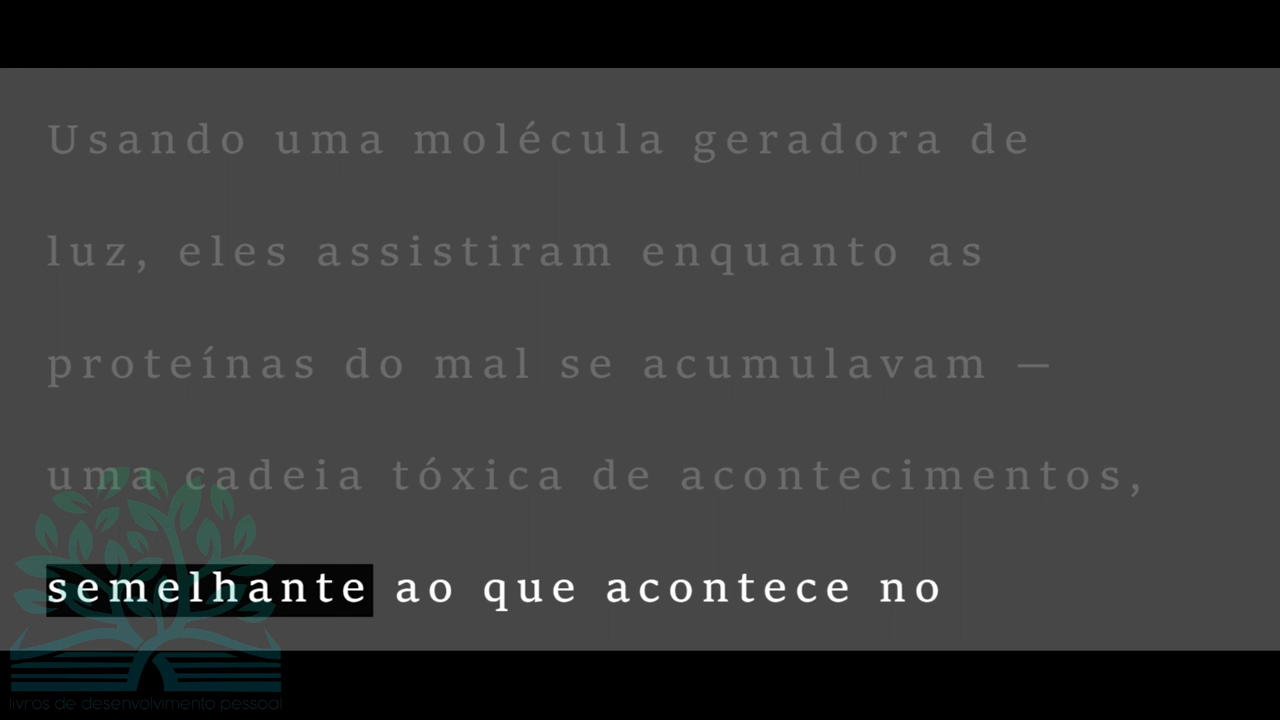 Usando uma molécula geradora de
luz, eles assistiram enquanto as
proteínas do mal se acumulavam —
uma cadeia tóxica de acontecimentos,
semelhante ao que acontece no
livros de desenvolvimento pessoal